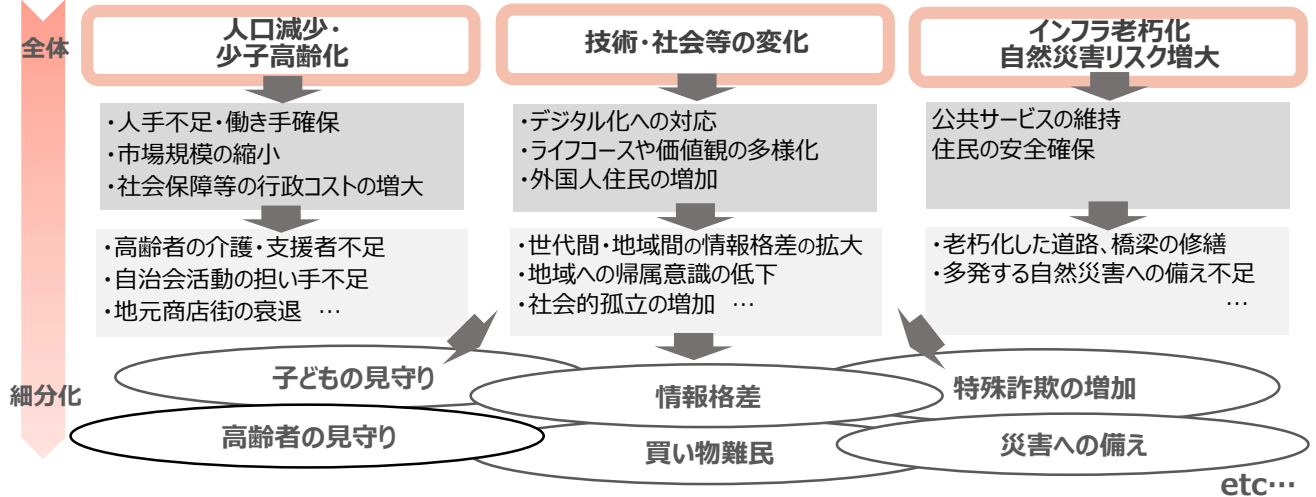 全体
人口減少・
少子高齢化
・人手不足・働き手確保
・市場規模の縮小
・社会保障等の行政コストの増大
・高齢者の介護・支援者不足
・自治会活動の担い手不足
・地元商店街の衰退 …
技術・社会等の変化
・デジタル化への対応
・ライフコースや価値観の多様化
・外国人住民の増加
・世代間・地域間の情報格差の拡大
・地域への帰属意識の低下
・社会的孤立の増加 …
インフラ老朽化
自然災害リスク増大
公共サービスの維持
住民の安全確保
・老朽化した道路、橋梁の修繕
・多発する自然災害への備え不足
…
細分化
子どもの見守り
情報格差
特殊詐欺の増加
高齢者の見守り
買い物難民
災害への備え
etc…